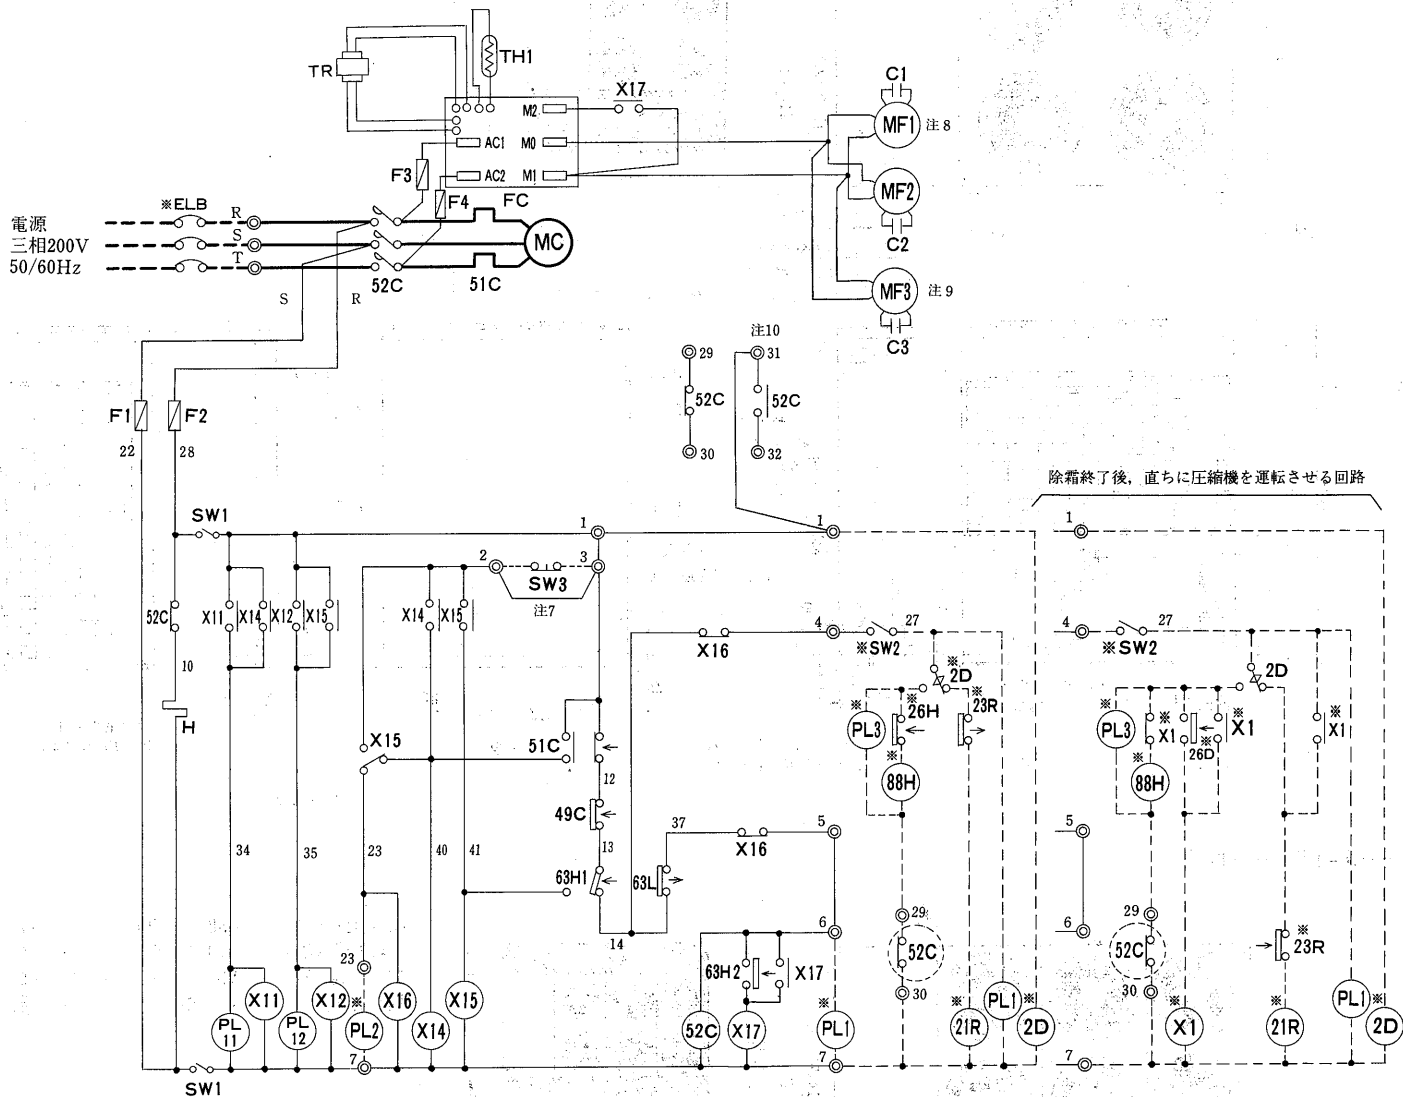 TR
TH1
X17
M2
AC1
M0
AC2
M1
FC
F3
F4
C1
MF1
注8
MF2
C2
MF3
注9
C3
※ELB
電源
三相200V
50/60Hz
R
S
T
52C
51C
MC
S
R
注10
29
52C
30
31
52C
32
F1
F2
22
28
除霜終了後，直ちに圧縮機を運転させる回路
SW1
1
1
1
2
SW3
3
注7
52C
X11
X14
X12
X15
X14
X15
X16
4
※SW2
27
4
※SW2
27
10
H
※
2D
※
PL3
※
26H
※
23R
※
88H
2D
※
PL3
※
X1
※
26D
※
X1
※
X1
※
88H
X15
51C
12
49C
13
63H1
63L
37
X16
5
5
14
34
35
23
40
41
6
6
29
52C
30
29
52C
30
※
23R
63H2
X17
23
X11
PL
11
X12
PL
12
※
PL2
X16
X14
X15
52C
X17
※
PL1
※
21R
PL1
※
2D
※
X1
※
21R
PL1
※
2D
7
7
7
SW1